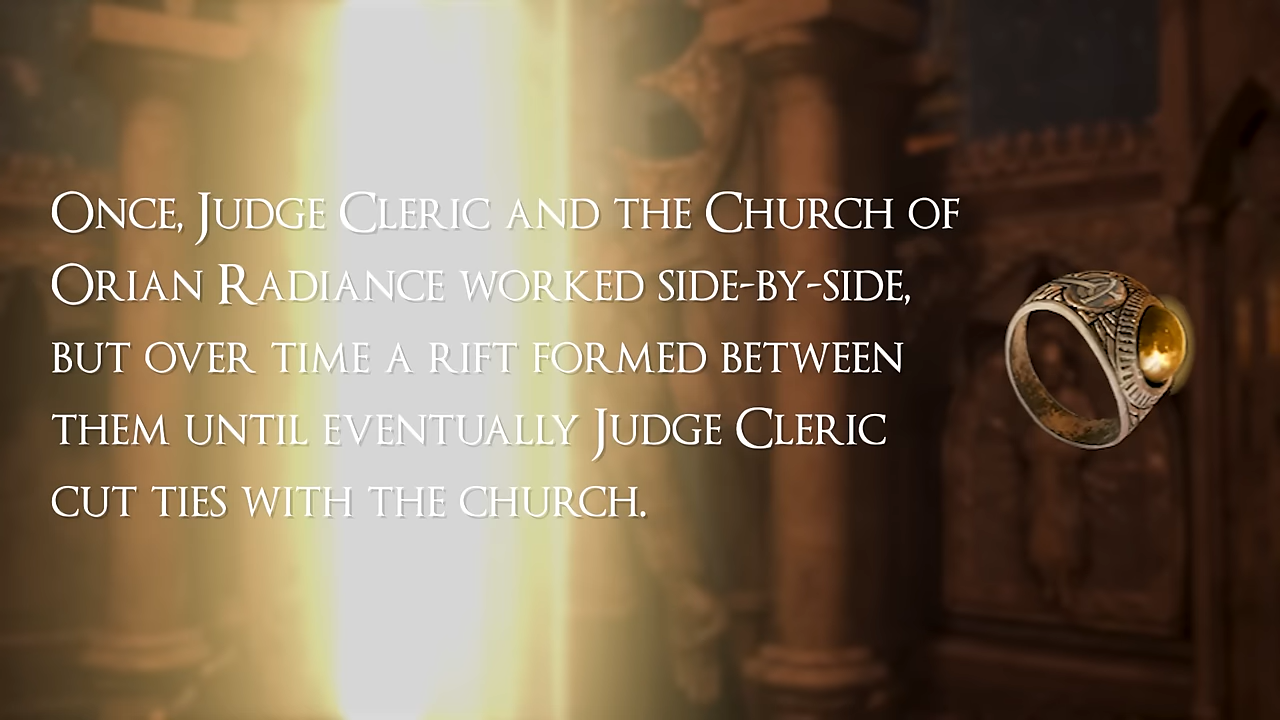 Once, Judge Cleric and the Church of
Orian Radiance worked side-by-side,
but over time a rift formed between
them until eventually Judge Cleric
cut ties with the church.